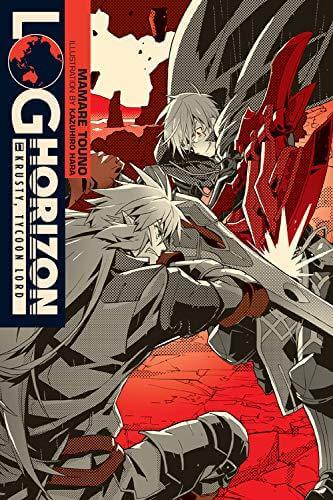 LOG HORIZON
MAMARE TOUNO
ILLUSTRATION BY KAZUHIRO HARA
11 KRUSTY, TYCOON LORD